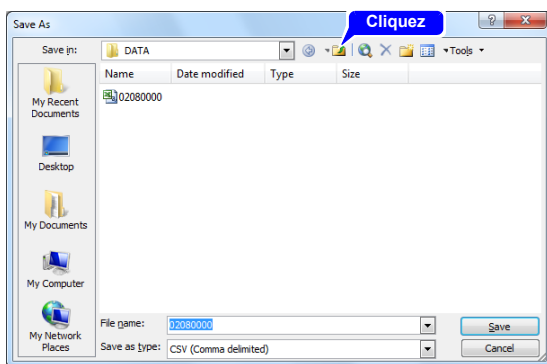 Save As
Cliquez
Save in:
DATA
Tools
Name Date modified Type Size
02080000
My Recent
Documents
Desktop
My Documents
My Computer
My Network
Places
File name:
02080000
Save
Save as type:
CSV (Comma delimited)
Cancel